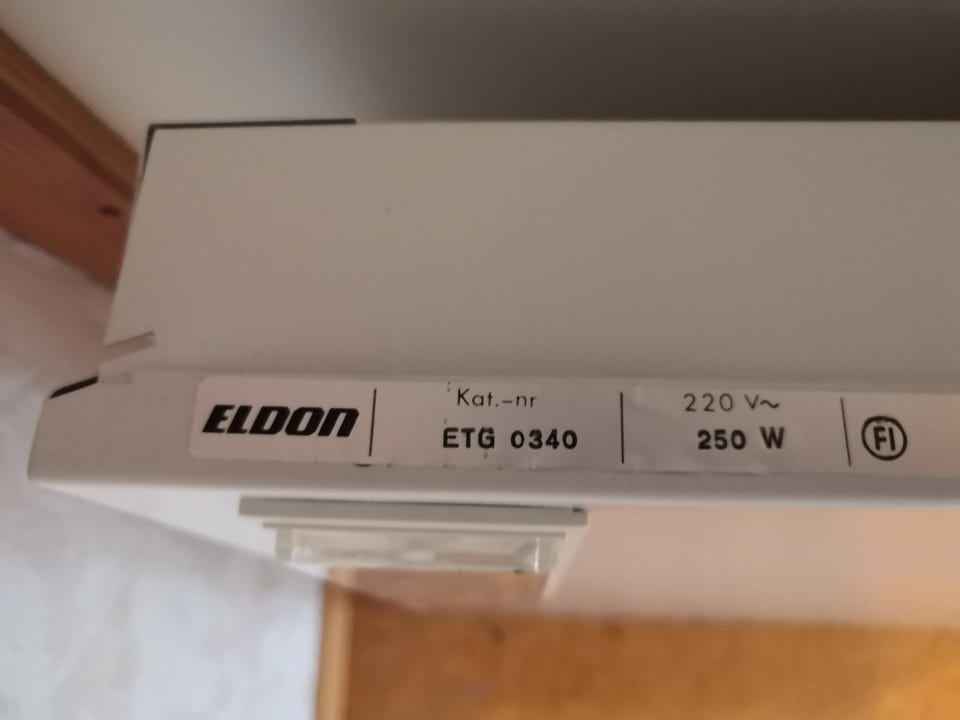 ELDON
Kat.-nr
ETG 0340
220 V~
250 W
FI